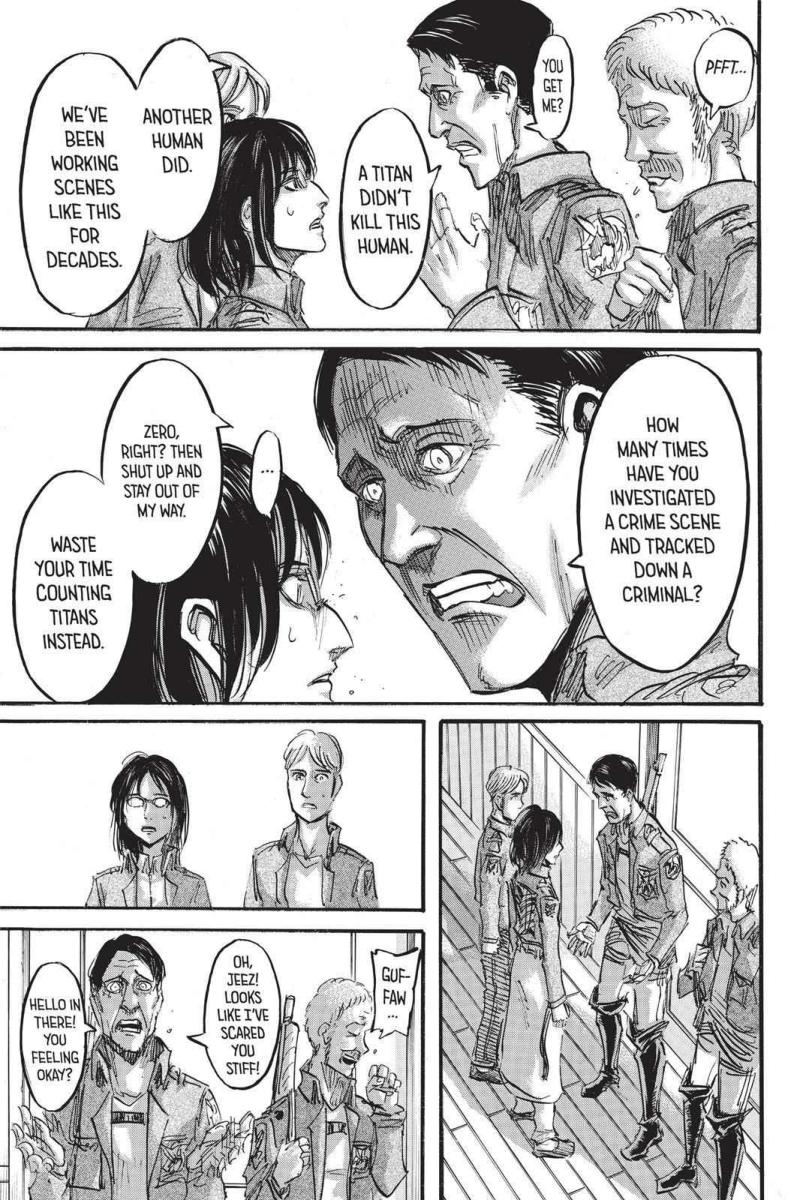 PFFT...
YOU
GET
ME?
A TITAN
DIDN'T
KILL THIS
HUMAN.
ANOTHER
HUMAN
DID.
WE'VE
BEEN
WORKING
SCENES
LIKE THIS
FOR
DECADES.
HOW
MANY TIMES
HAVE YOU
INVESTIGATED
A CRIME SCENE
AND TRACKED
DOWN A
CRIMINAL?
...
ZERO,
RIGHT? THEN
SHUT UP AND
STAY OUT OF
MY WAY.
WASTE
YOUR TIME
COUNTING
TITANS
INSTEAD.
GUF-
FAW
...
OH,
JEEZ!
LOOKS
LIKE I'VE
SCARED
YOU
STIFF!
HELLO IN
THERE!
YOU
FEELING
OKAY?